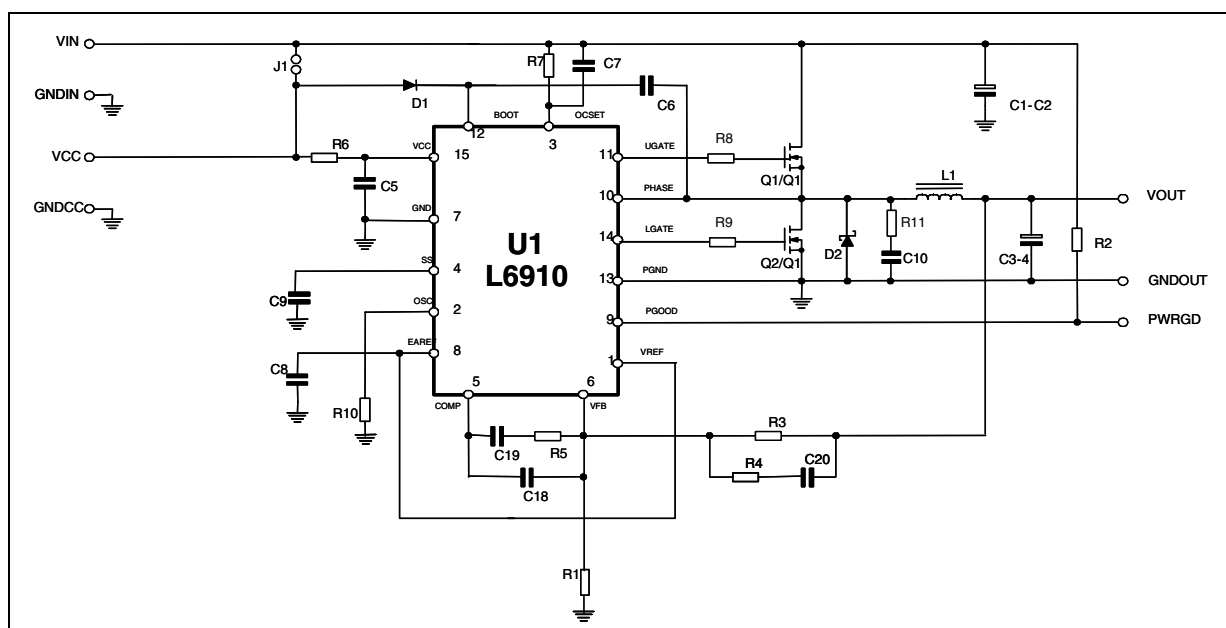 VIN
J1
R7
C7
GNDIN
D1
C6
C1-C2
BOOT
OCSET
12
3
VCC
R6
VCC
15
11
UGATE
R8
Q1/Q1
C5
L1
GNDCC
GND
7
10
PHASE
VOUT
U1
L6910
14
LGATE
R9
Q2/Q1
D2
R11
C10
C3-4
R2
SS
4
13
PGND
GNDOUT
C9
OSC
2
9
PGOOD
PWRGD
EAREF
8
1
VREF
C8
R10
5
6
COMP
VFB
C19
R5
R3
R4
C20
C18
R1